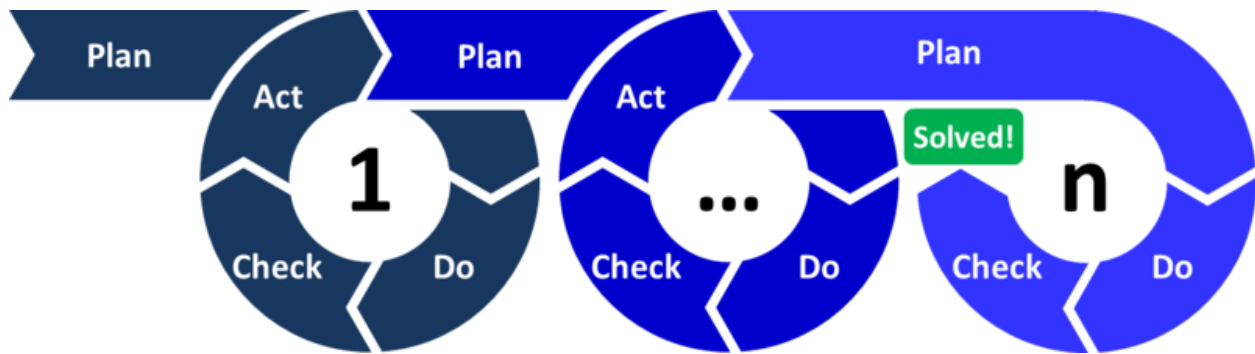 Plan
Plan
Plan
Act
Act
Solved!
1
...
n
Check
Do
Check
Do
Check
Do